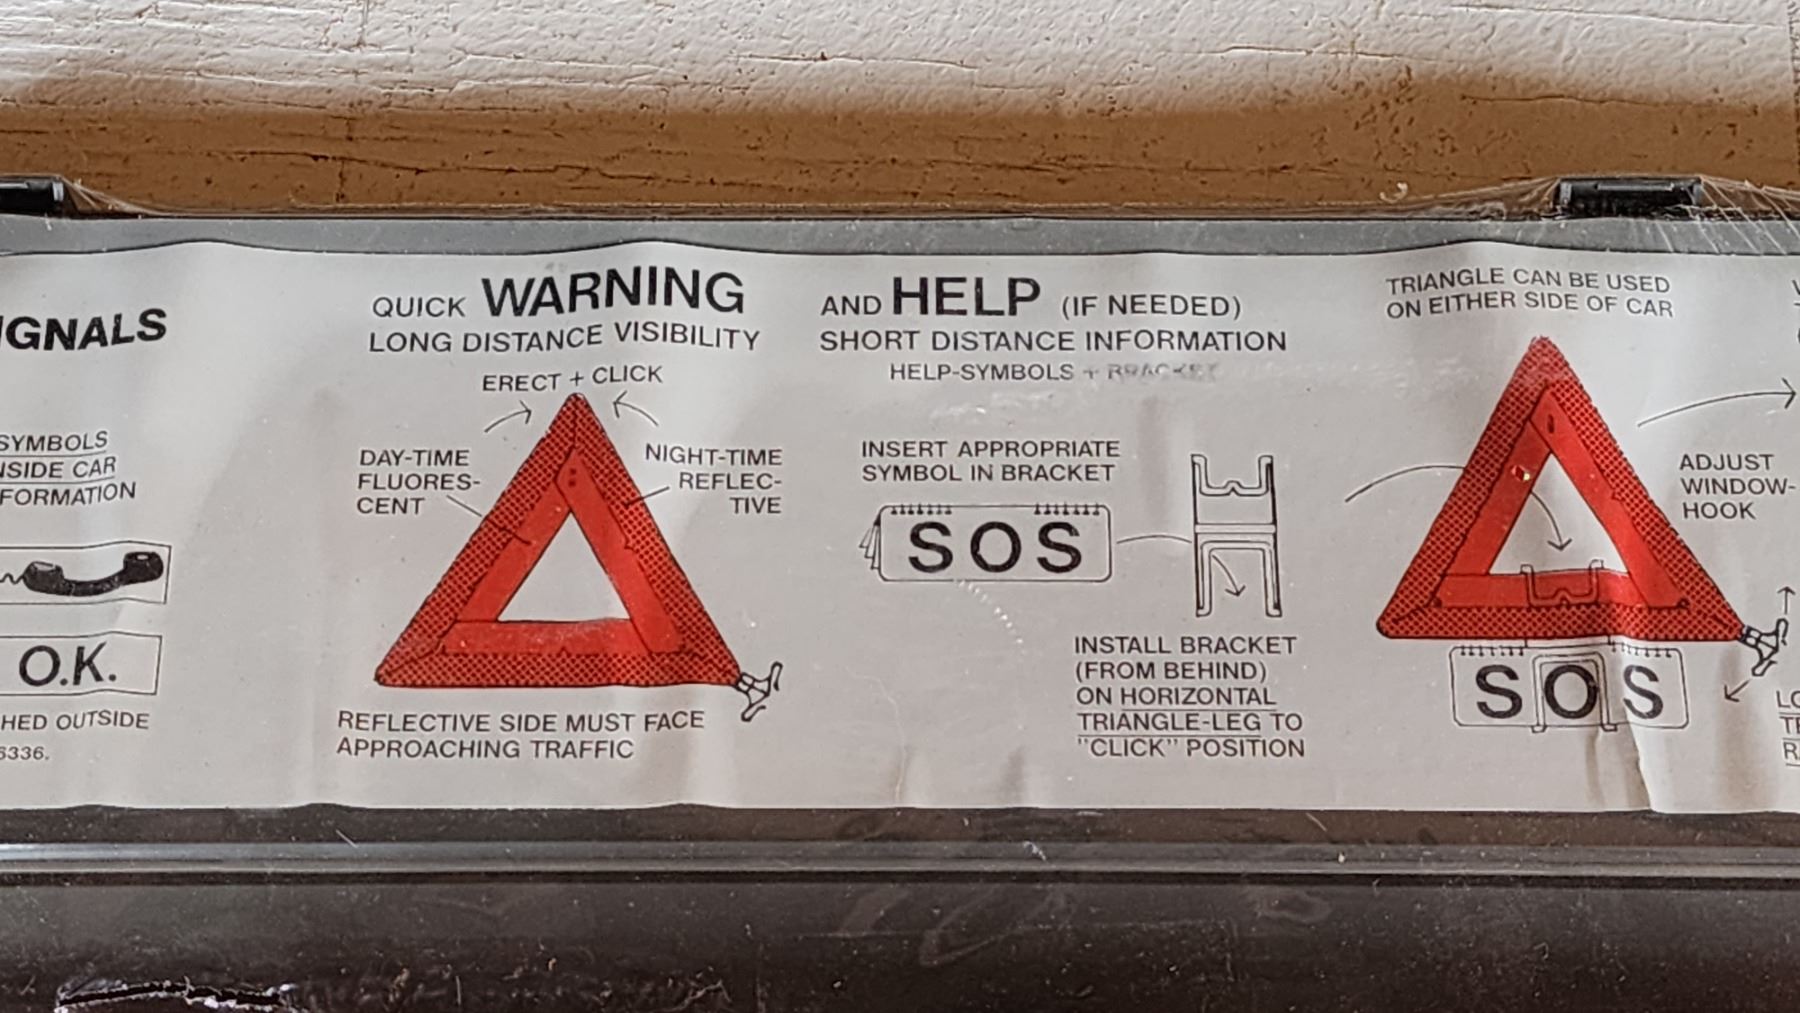 IGNALS
SYMBOLS
NSIDE CAR
FORMATION
O.K.
HED OUTSIDE
6336.
QUICK WARNING
LONG DISTANCE VISIBILITY
ERECT + CLICK
DAY-TIME
FLUORES-
CENT
NIGHT-TIME
REFLEC-
TIVE
REFLECTIVE SIDE MUST FACE
APPROACHING TRAFFIC
AND HELP (IF NEEDED)
SHORT DISTANCE INFORMATION
HELP-SYMBOLS + BRACKET
INSERT APPROPRIATE
SYMBOL IN BRACKET
SOS
INSTALL BRACKET
(FROM BEHIND)
ON HORIZONTAL
TRIANGLE-LEG TO
"CLICK" POSITION
TRIANGLE CAN BE USED
ON EITHER SIDE OF CAR
ADJUST
WINDOW-
HOOK
SOS